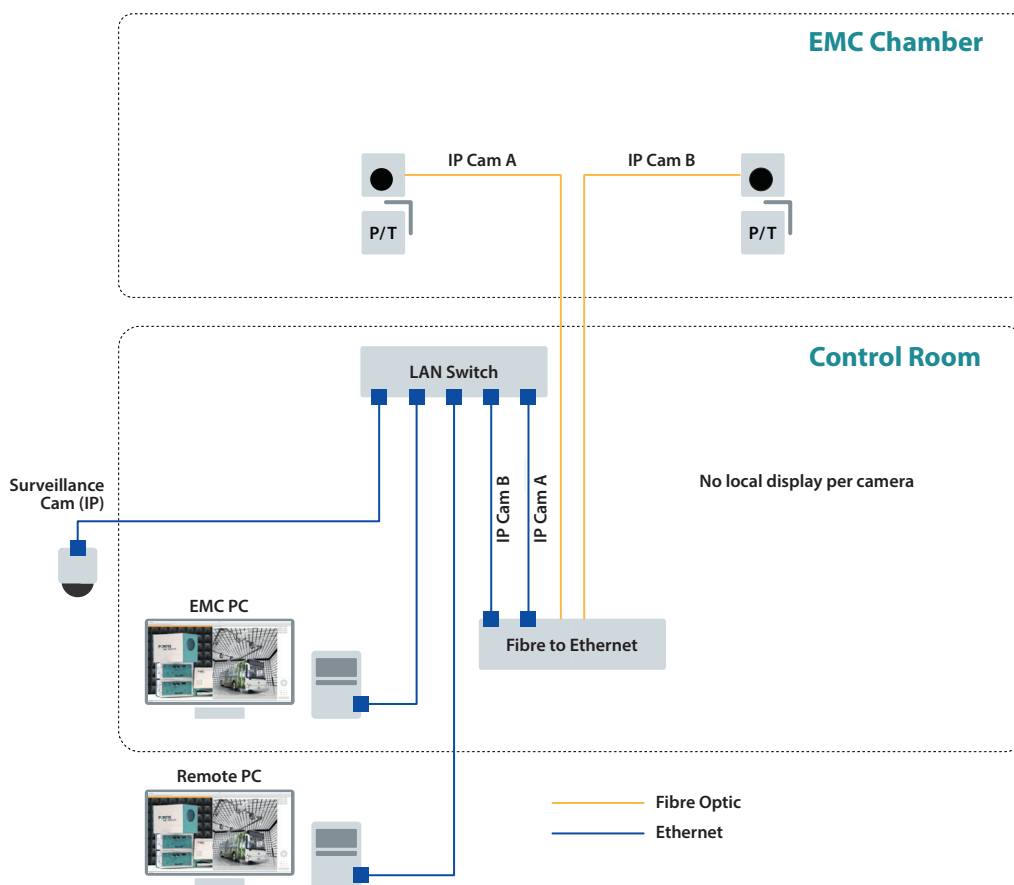 EMC Chamber
IP Cam A
IP Cam B
P/T
P/T
Control Room
LAN Switch
Surveillance
Cam (IP)
No local display per camera
IP Cam B
IP Cam A
EMC PC
Fibre to Ethernet
Remote PC
Fibre Optic
Ethernet